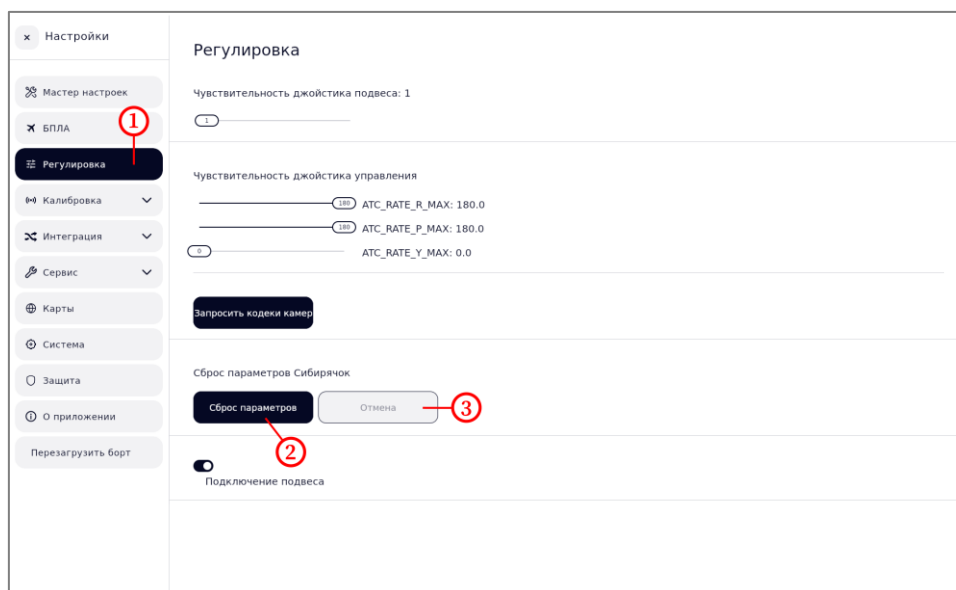 × Настройки
Мастер настроек
БПЛА
1
Регулировка
Калибровка
Интеграция
Сервис
Карты
Система
Защита
О приложении
Перезагрузить борт
Регулировка
Чувствительность джойстика подвеса: 1
1
Чувствительность джойстика управления
180 ATC_RATE_R_MAX: 180.0
180 ATC_RATE_P_MAX: 180.0
0 ATC_RATE_Y_MAX: 0.0
Запросить кодеки камер
Сброс параметров Сибирячок
Сброс параметров Отмена 3
2
Подключение подвеса